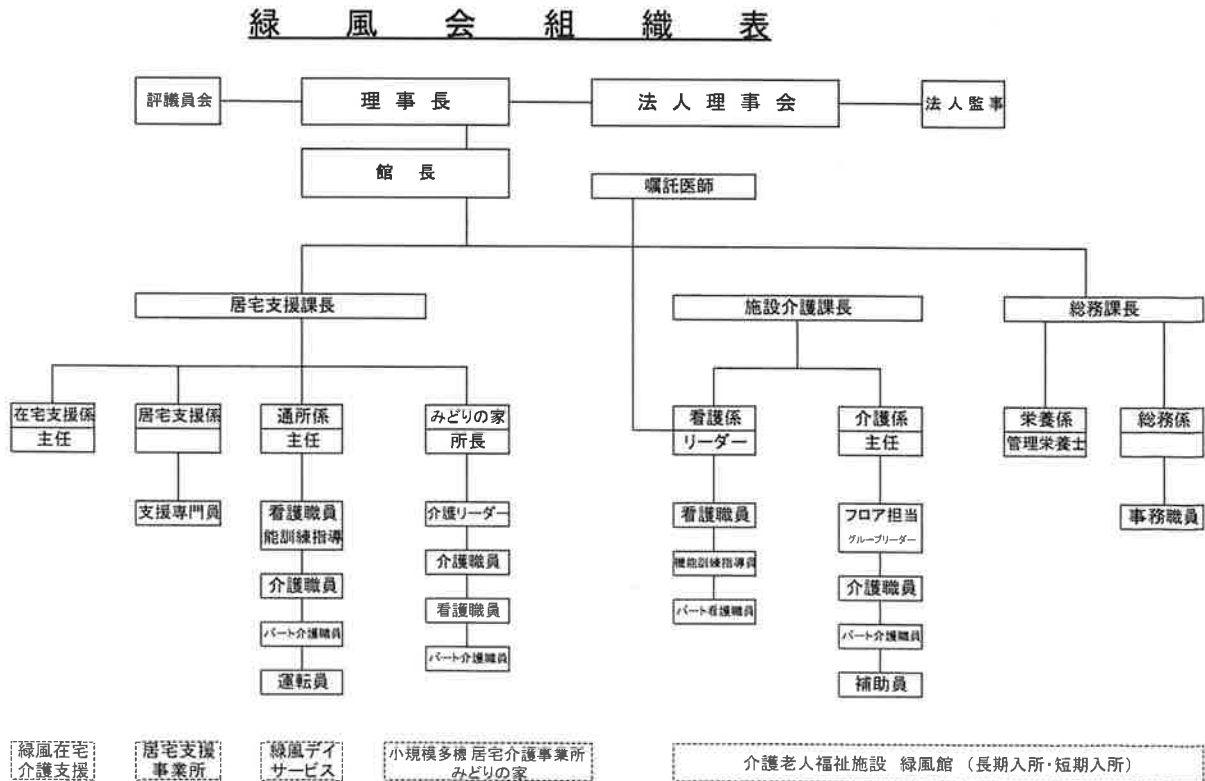 緑風会組織表
評議員会
理事長
法人理事会
法人監事
館長
嘱託医師
居宅支援課長
施設介護課長
総務課長
在宅支援係
主任
居宅支援係
通所係
主任
みどりの家
所長
看護係
リーダー
介護係
主任
栄養係
管理栄養士
総務係
支援専門員
看護職員
能訓練指導
介護リーダー
看護職員
フロア担当
グループリーダー
事務職員
介護職員
介護職員
機能訓練指導員
介護職員
パート介護職員
看護職員
パート看護職員
パート介護職員
運転員
パート介護職員
補助員
緑風在宅
介護支援
居宅支援
事業所
緑風デイ
サービス
小規模多機 居宅介護事業所
みどりの家
介護老人福祉施設 緑風館 （長期入所・短期入所）